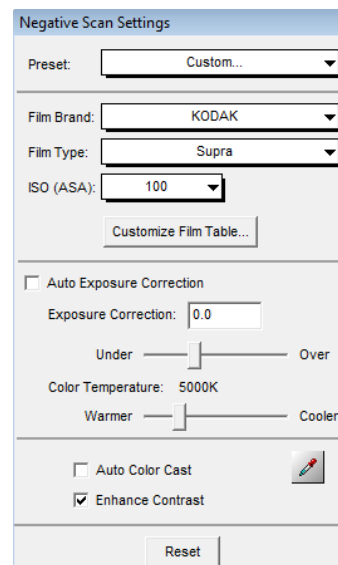 Negative Scan Settings
Preset: Custom...
Film Brand: KODAK
Film Type: Supra
ISO (ASA): 100
Customize Film Table...
Auto Exposure Correction
Exposure Correction: 0.0
Under Over
Color Temperature: 5000K
Warmer Cooler
Auto Color Cast
Enhance Contrast
Reset